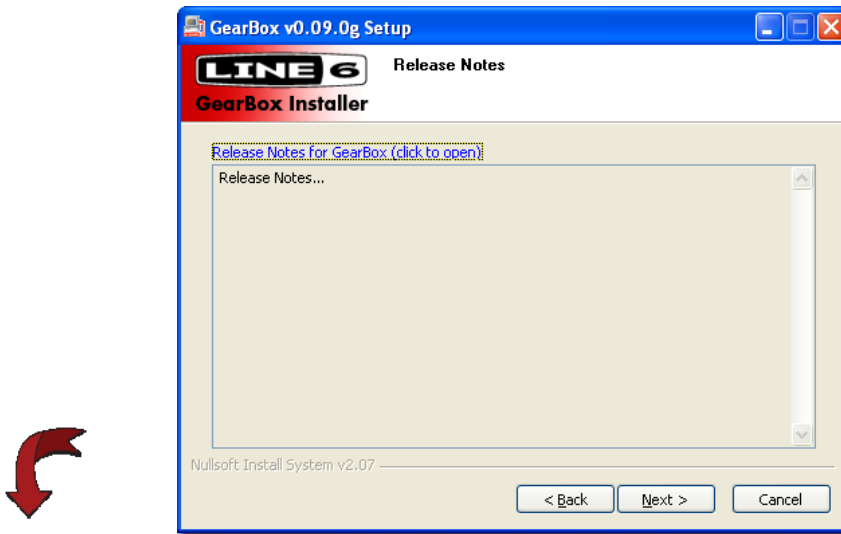 GearBox v0.09.0g Setup
LINE 6
GearBox Installer
Release Notes
Release Notes for GearBox (click to open)
Release Notes...
Nullsoft Install System v2.07
< Back
Next >
Cancel